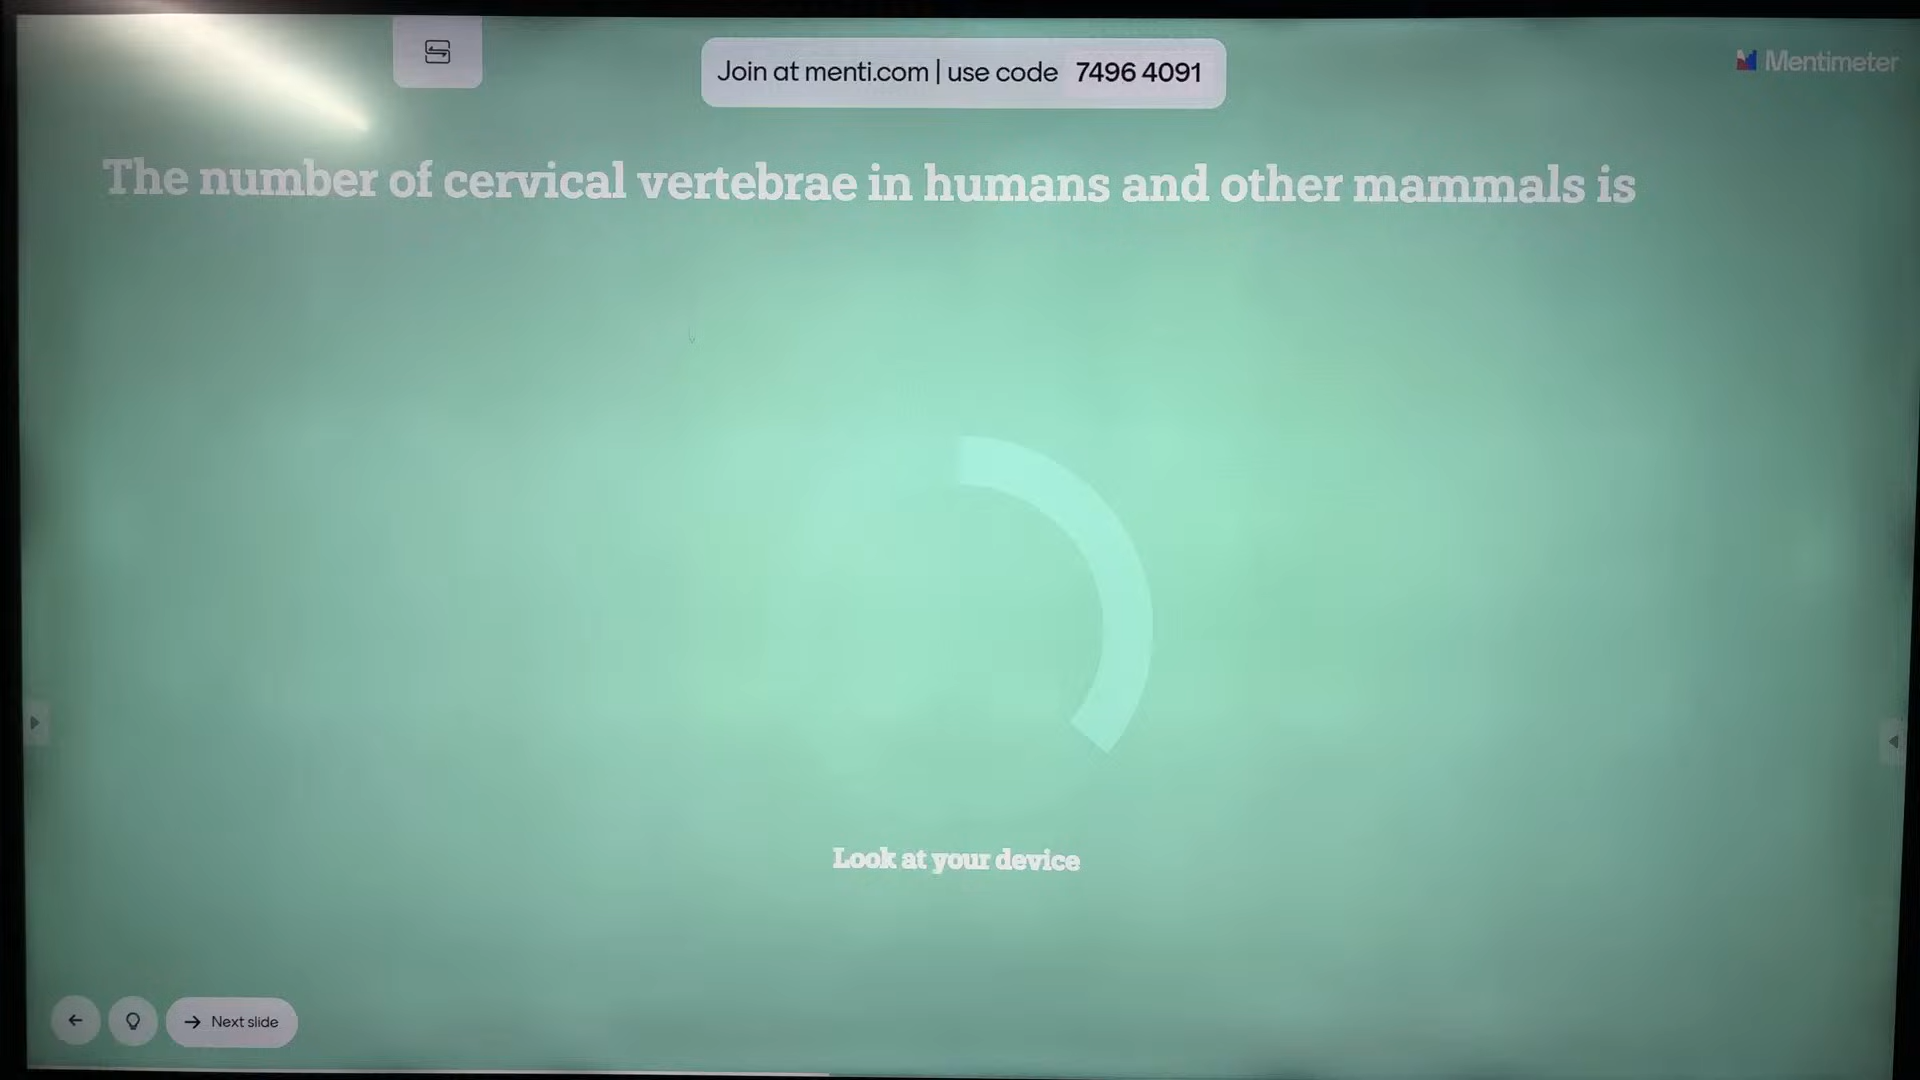 Join at menti.com | use code 7496 4091
Mentimeter
The number of cervical vertebrae in humans and other mammals is
Look at your device
Next slide